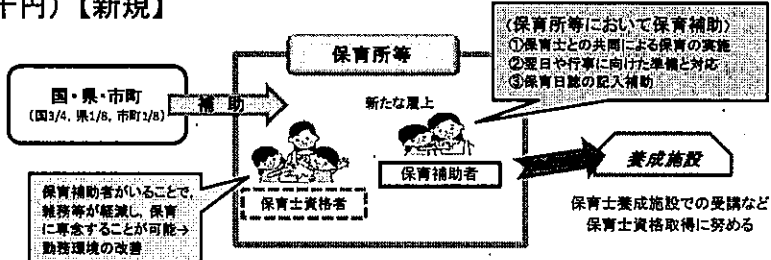 千円)【新規】
(保育所等において保育補助)
①保育士との共同による保育の実施
②翌日や行事に向けた準備と対応
③保育日誌の記入補助
保育所等
国・県・市町
(国3/4, 県1/8, 市町1/8)
補助
新たな雇上
保育補助者
保育士資格者
養成施設
保育補助者がいることで,
雑務等が軽減し, 保育
に専念することが可能→
勤務環境の改善
保育士養成施設での受講など
保育士資格取得に努める